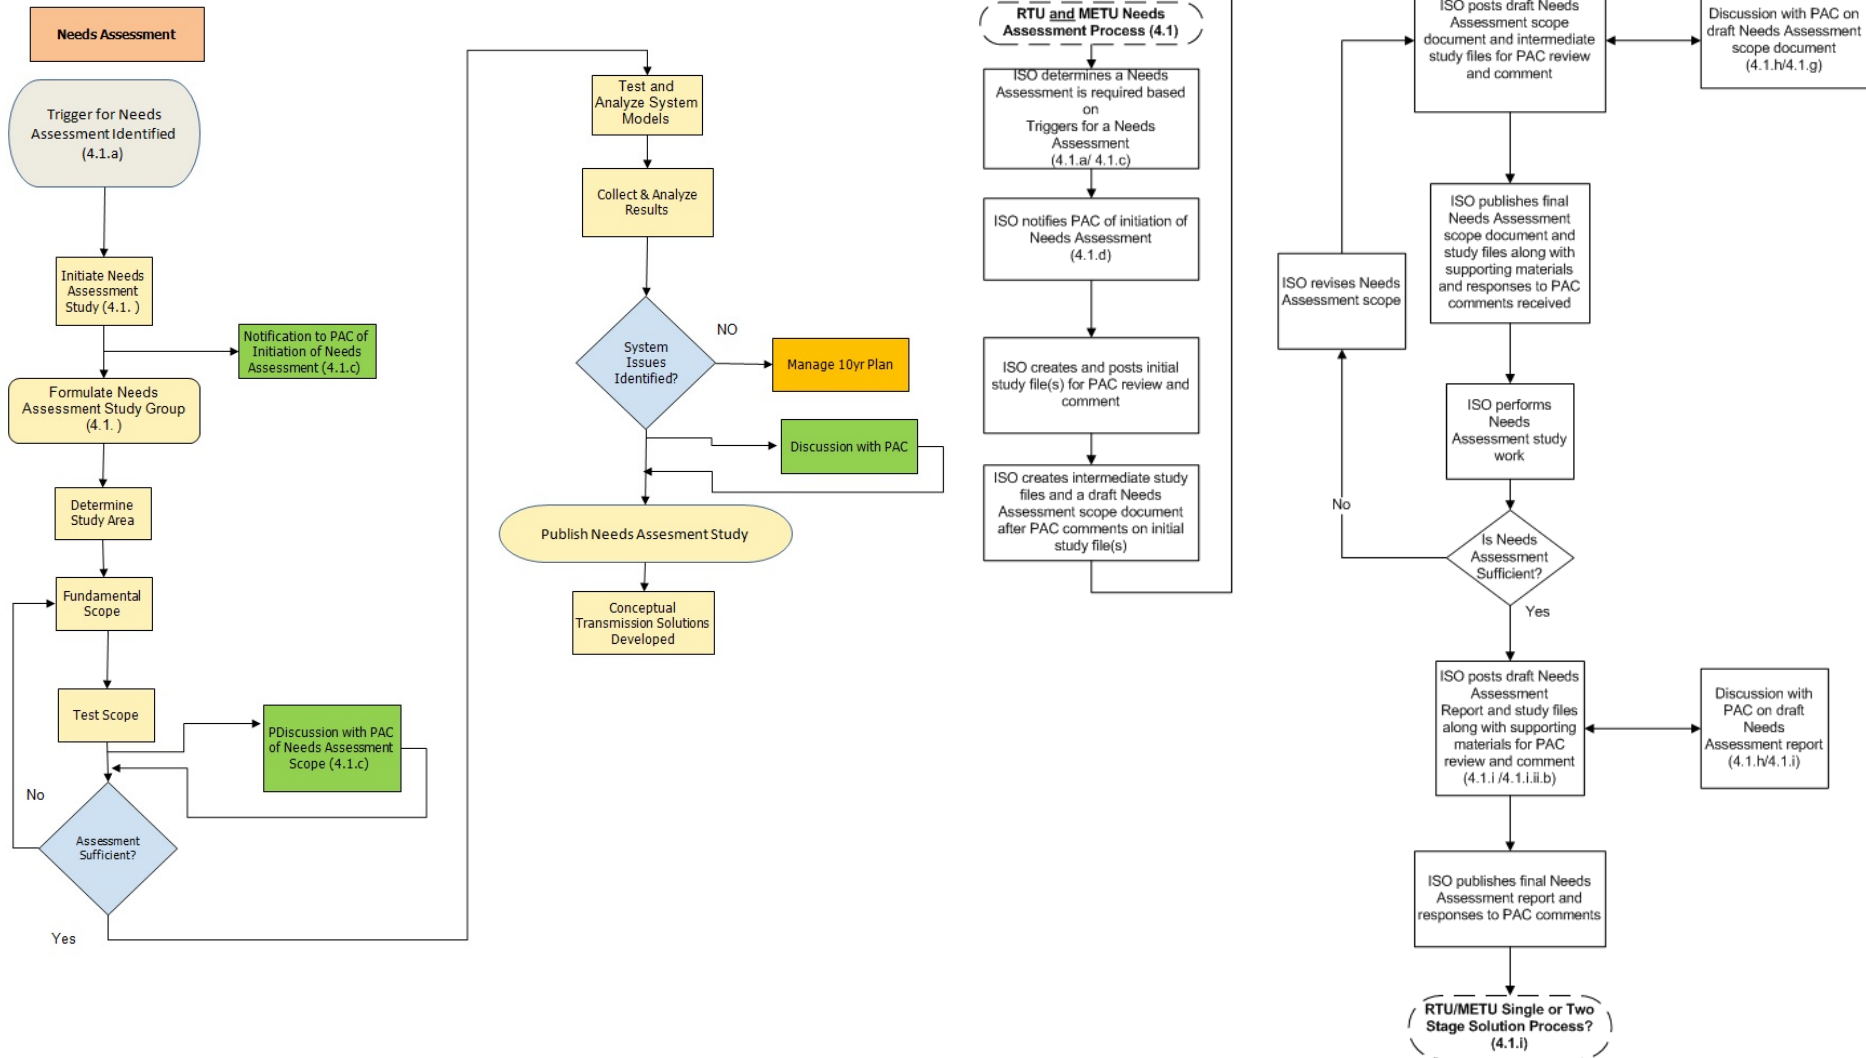 Needs Assessment
Trigger for Needs
Assessment Identified
(4.1.a)
Initiate Needs
Assessment
Study (4.1. )
Notification to PAC of
Initiation of Needs
Assessment (4.1.c)
Formulate Needs
Assessment Study Group
(4.1. )
Determine
Study Area
Fundamental
Scope
Test Scope
PDiscussion with PAC
of Needs Assessment
Scope (4.1.c)
No
Assessment
Sufficient?
Yes
Test and
Analyze System
Models
Collect & Analyze
Results
System
Issues
Identified?
NO
Manage 10yr Plan
Discussion with PAC
Publish Needs Assesment Study
Conceptual
Transmission Solutions
Developed
RTU and METU Needs
Assessment Process (4.1)
ISO determines a Needs
Assessment is required based
on
Triggers for a Needs
Assessment
(4.1.a/ 4.1.c)
ISO notifies PAC of initiation of
Needs Assessment
(4.1.d)
ISO creates and posts initial
study file(s) for PAC review and
comment
ISO creates intermediate study
files and a draft Needs
Assessment scope document
after PAC comments on initial
study file(s)
ISO posts draft Needs
Assessment scope
document and intermediate
study files for PAC review
and comment
Discussion with PAC on
draft Needs Assessment
scope document
(4.1.h/4.1.g)
ISO publishes final
Needs Assessment
scope document and
study files along with
supporting materials
and responses to PAC
comments received
ISO revises Needs
Assessment scope
ISO performs
Needs
Assessment study
work
No
Is Needs
Assessment
Sufficient?
Yes
ISO posts draft Needs
Assessment
Report and study files
along with supporting
materials for PAC
review and comment
(4.1.i /4.1.i.ii.b)
Discussion with
PAC on draft
Needs
Assessment report
(4.1.h/4.1.i)
ISO publishes final Needs
Assessment report and
responses to PAC comments
RTU/METU Single or Two
Stage Solution Process?
(4.1.i)